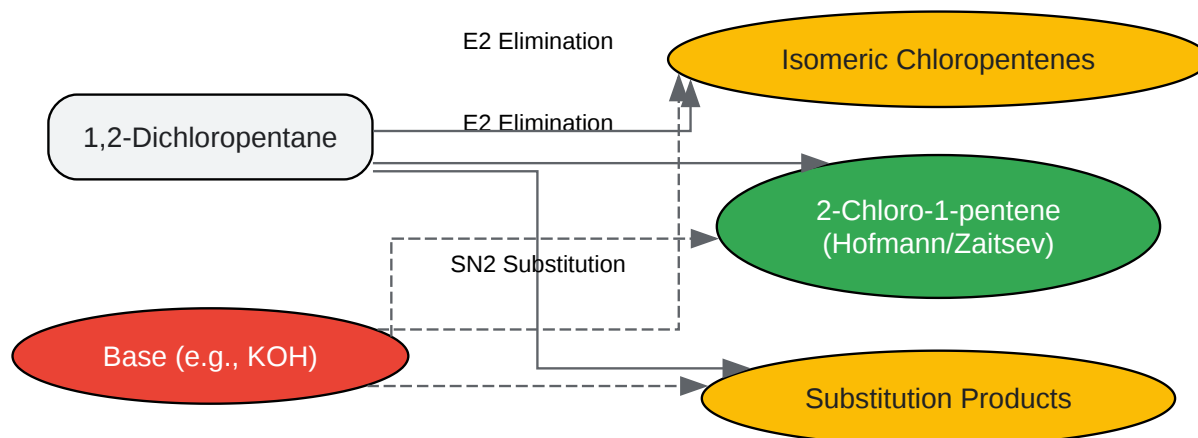 E2 Elimination
Isomeric Chloropentenes
1,2-Dichloropentane
E2 Elimination
2-Chloro-1-pentene
(Hofmann/Zaitsev)
SN2 Substitution
Base (e.g., KOH)
Substitution Products